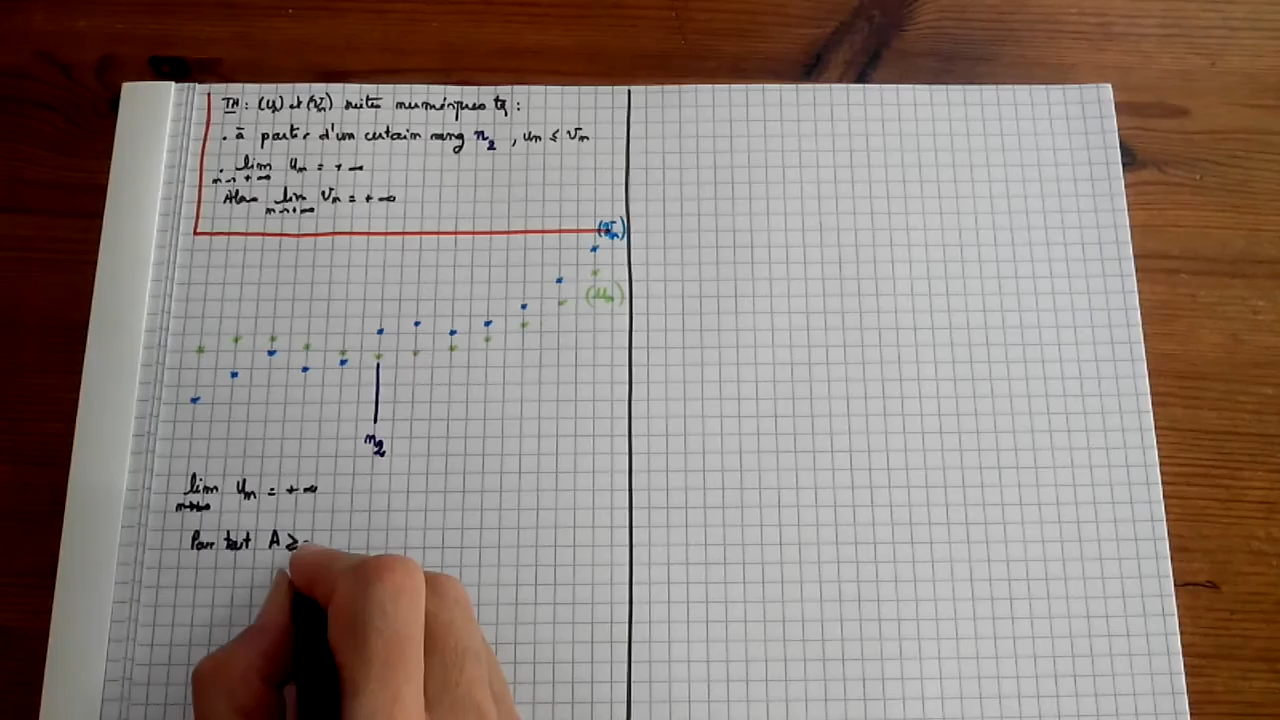 TH : (un) et (vn) suites numériques tq :
. à partir d'un certain rang n2 , un ≤ vn
. lim un = + ∞
n→+∞
Alors lim vn = + ∞
n→+∞
(vn)
(un)
n2
lim un = + ∞
n→+∞
Pour tout A ≥